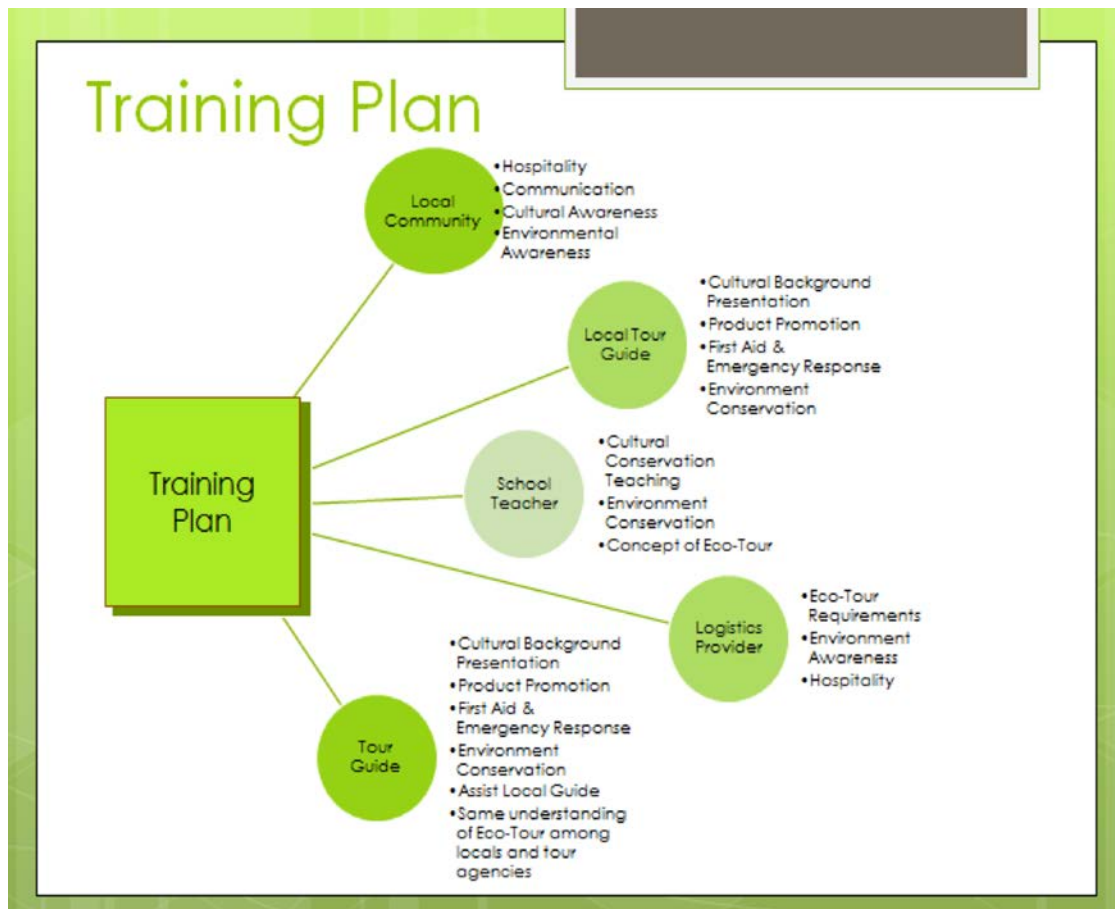 Training Plan
Local
Community
•Hospitality
•Communication
•Cultural Awareness
•Environmental
Awareness
Local Tour
Guide
•Cultural Background
Presentation
•Product Promotion
•First Aid &
Emergency Response
•Environment
Conservation
Training
Plan
School
Teacher
•Cultural
Conservation
Teaching
•Environment
Conservation
•Concept of Eco-Tour
Logistics
Provider
•Eco-Tour
Requirements
•Environment
Awareness
•Hospitality
Tour
Guide
•Cultural Background
Presentation
•Product Promotion
•First Aid &
Emergency Response
•Environment
Conservation
•Assist Local Guide
•Same understanding
of Eco-Tour among
locals and tour
agencies